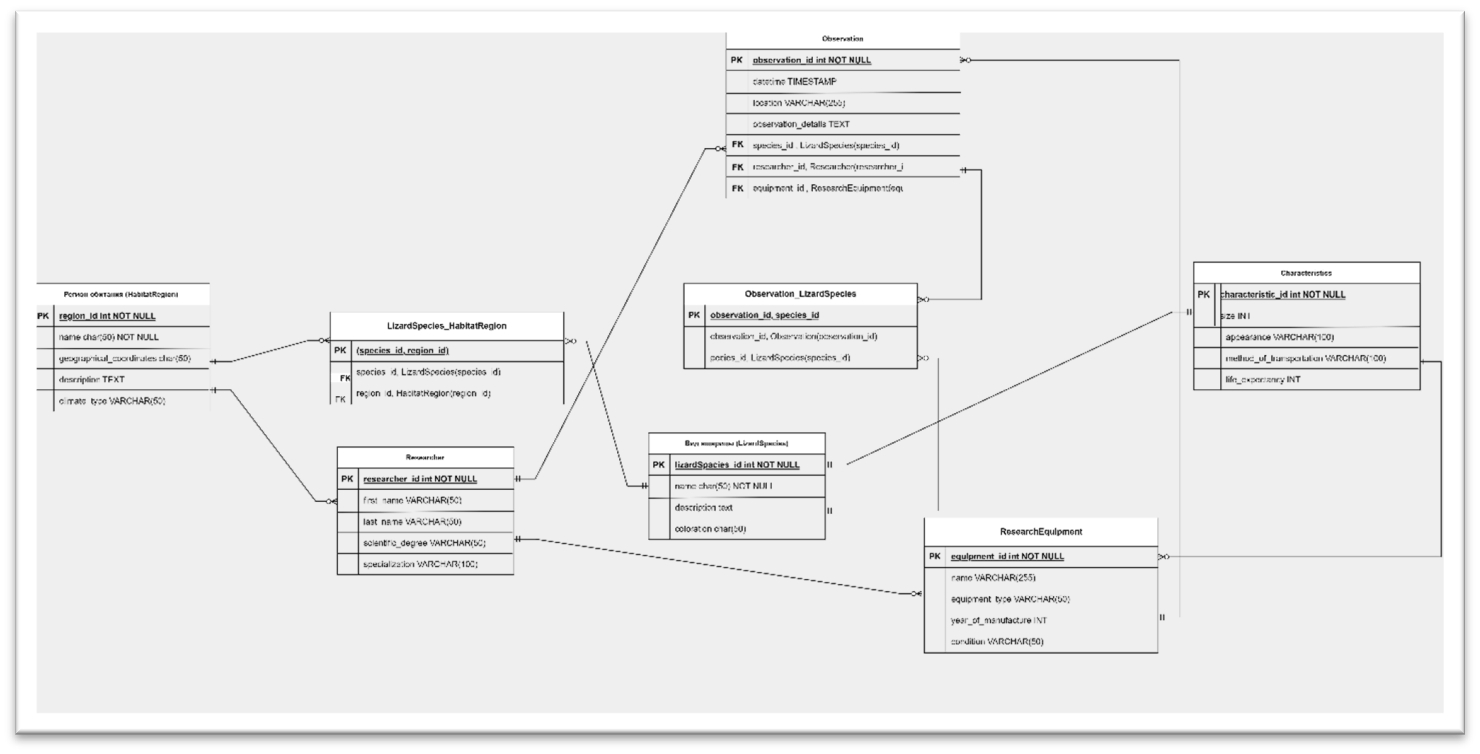 Observation
PK observation_id int NOT NULL
datetime TIMESTAMP
location VARCHAR(255)
observation_details TEXT
FK species_id , LizardSpecies(species_id)
FK researcher_id, Researcher(researcher_i
FK equipment_id , ResearchEquipment(equ
Регион обитания (HabitatRegion)
PK region_id int NOT NULL
name char(50) NOT NULL
geographical_coordinates char(50)
description TEXT
climate_type VARCHAR(50)
LizardSpecies_HabitatRegion
PK (species_id, region_id)
FK species_id, LizardSpecies(species_id)
FK region_id, HabitatRegion(region_id)
Observation_LizardSpecies
PK observation_id, species_id
observation_id, Observation(observation_id)
pecies_id, LizardSpecies(species_id)
Characteristics
PK characteristic_id int NOT NULL
size INT
appearance VARCHAR(100)
method_of_transportation VARCHAR(100)
life_expectancy INT
Researcher
PK researcher_id int NOT NULL
first_name VARCHAR(50)
last_name VARCHAR(50)
scientific_degree VARCHAR(50)
specialization VARCHAR(100)
Вид ящерицы (LizardSpecies)
PK lizardSpacies_id int NOT NULL
name char(50) NOT NULL
description text
coloration char(50)
ResearchEquipment
PK equipment_id int NOT NULL
name VARCHAR(255)
equipment_type VARCHAR(50)
year_of_manufacture INT
condition VARCHAR(50)